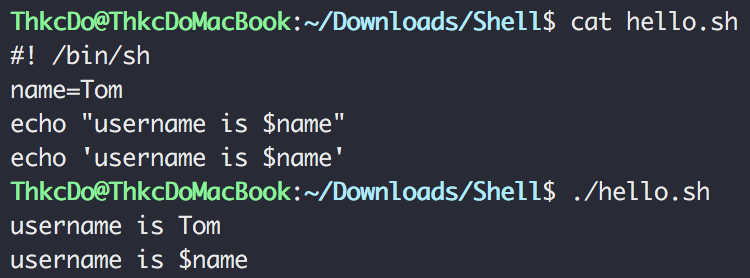 ThkcDo@ThkcDoMacBook:~/Downloads/Shell$ cat hello.sh
#! /bin/sh
name=Tom
echo "username is $name"
echo 'username is $name'
ThkcDo@ThkcDoMacBook:~/Downloads/Shell$ ./hello.sh
username is Tom
username is $name